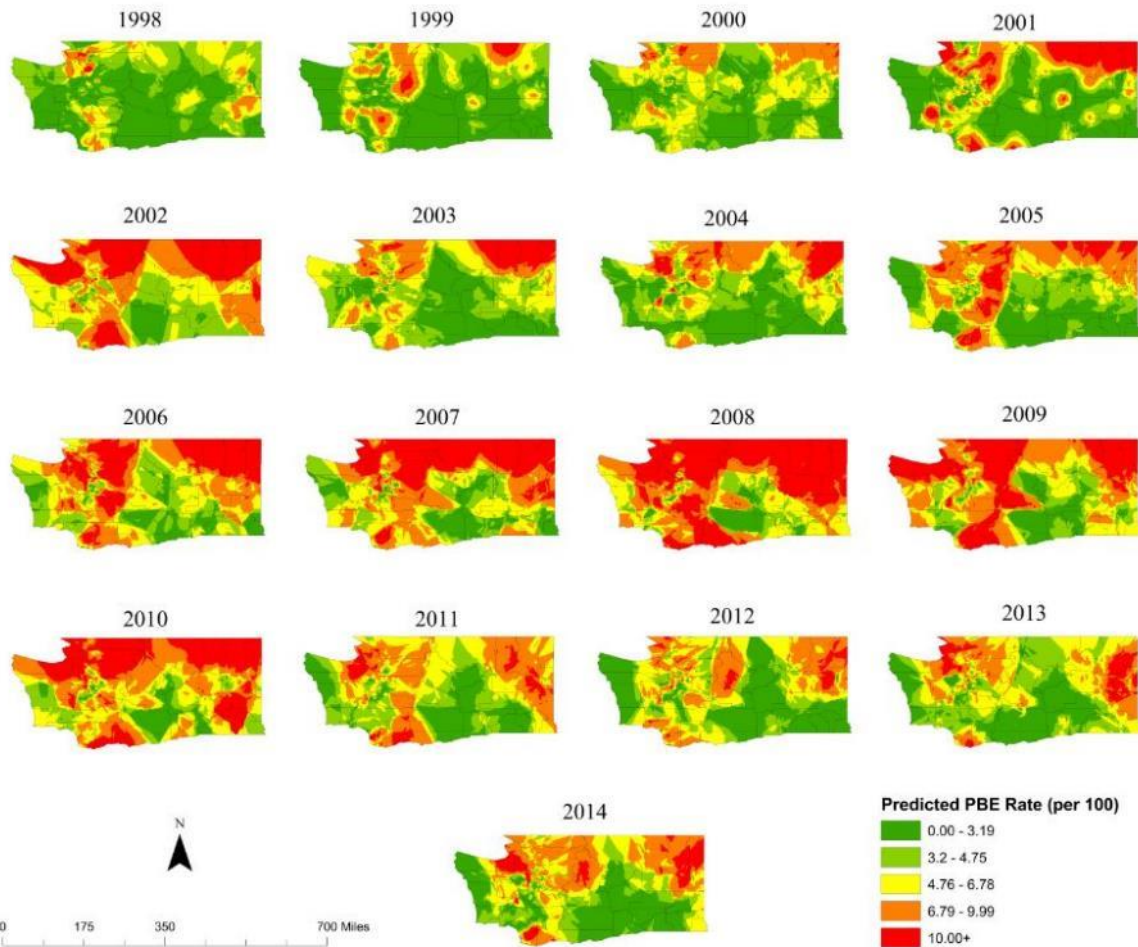 1998 1999 2000 2001
2002 2003 2004 2005
2006 2007 2008 2009
2010 2011 2012 2013
2014
N
0 175 350 700 Miles
Predicted PBE Rate (per 100)
0.00 - 3.19
3.2 - 4.75
4.76 - 6.78
6.79 - 9.99
10.00+